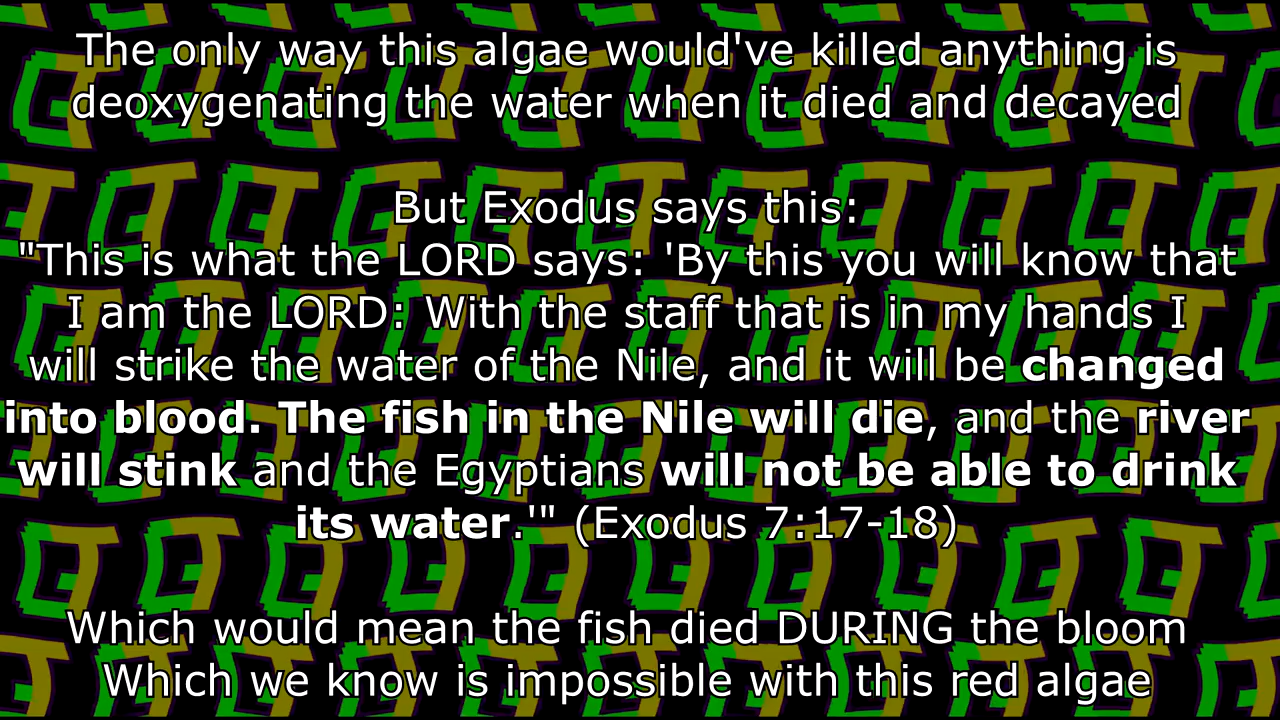 The only way this algae would've killed anything is
deoxygenating the water when it died and decayed
But Exodus says this:
"This is what the LORD says: 'By this you will know that
I am the LORD: With the staff that is in my hands I
will strike the water of the Nile, and it will be changed
into blood. The fish in the Nile will die, and the river
will stink and the Egyptians will not be able to drink
its water.'" (Exodus 7:17-18)
Which would mean the fish died DURING the bloom
Which we know is impossible with this red algae